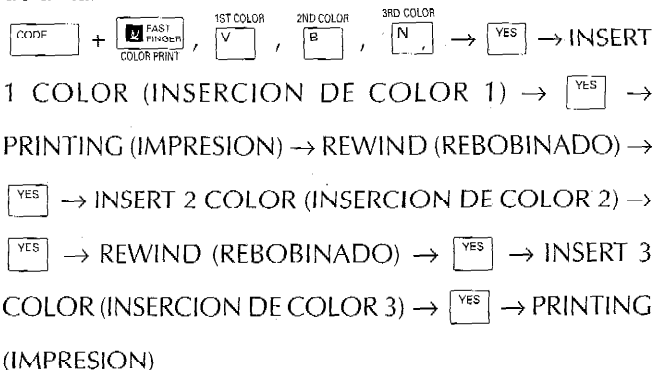 1ST COLOR 2ND COLOR 3RD COLOR
CODE + FAST FINGER , V , B , N , → YES → INSERT
COLOR PRINT
1 COLOR (INSERCION DE COLOR 1) → YES →
PRINTING (IMPRESION) → REWIND (REBOBINADO) →
YES → INSERT 2 COLOR (INSERCION DE COLOR 2) →
YES → REWIND (REBOBINADO) → YES → INSERT 3
COLOR (INSERCION DE COLOR 3) → YES → PRINTING
(IMPRESION)